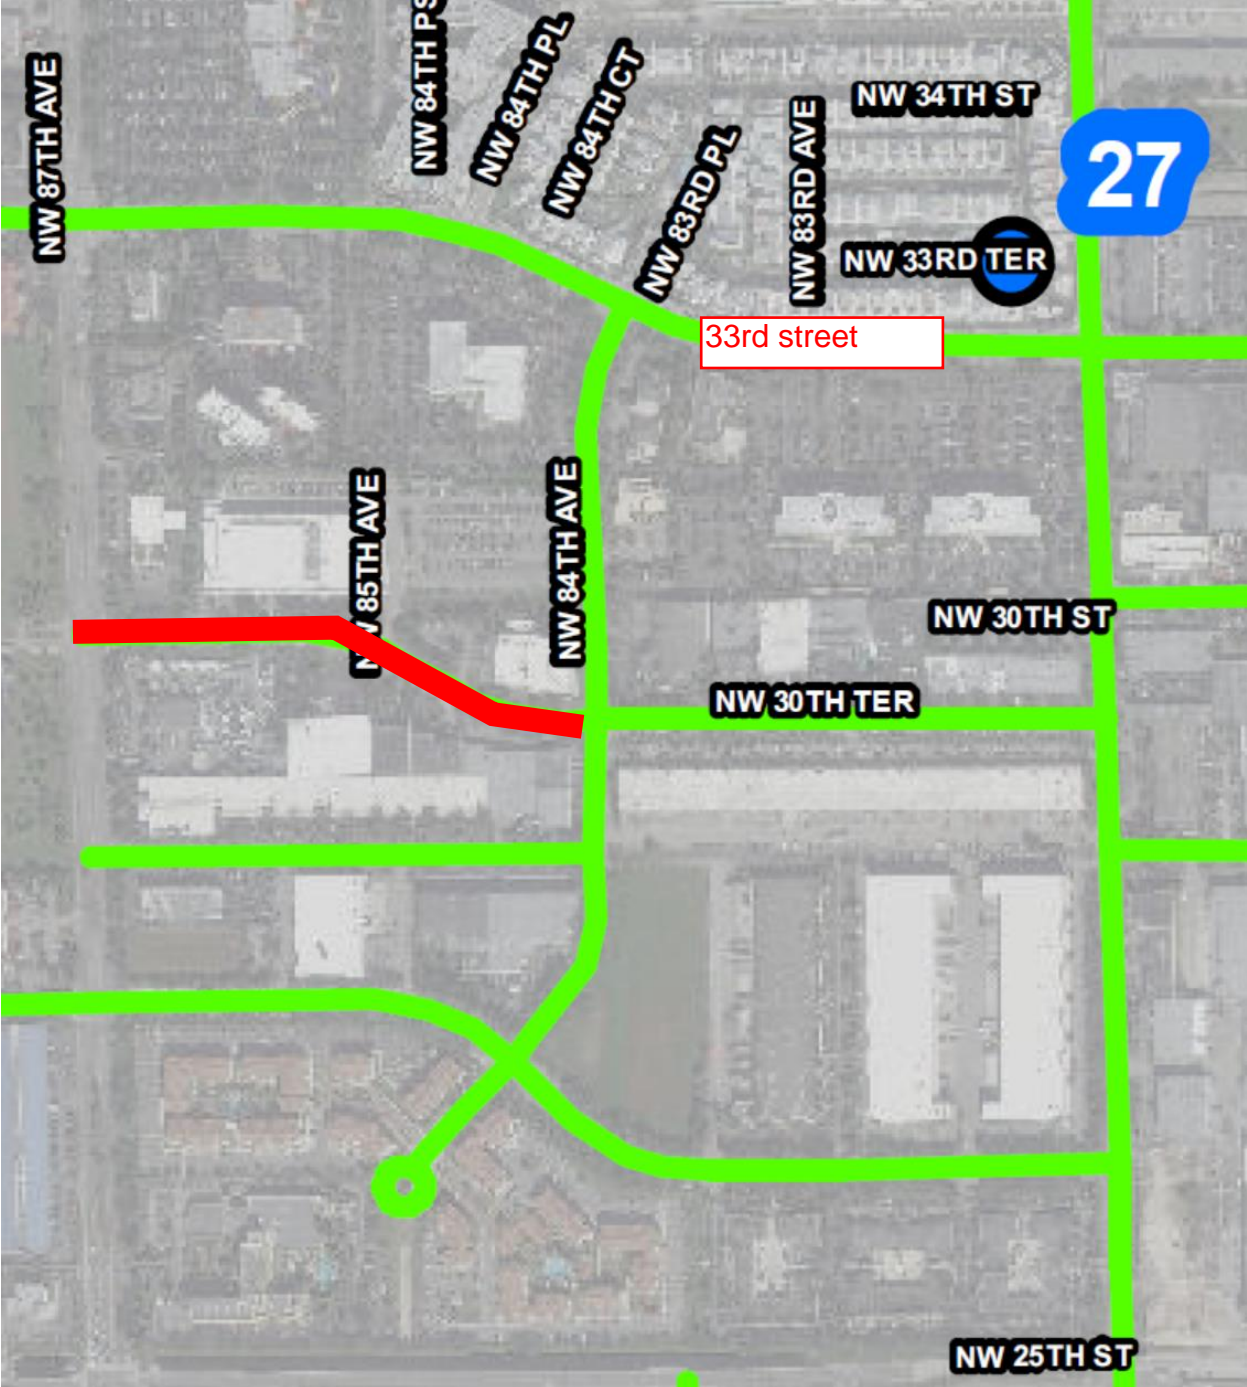 NW 87TH AVE
NW 84TH PS
NW 84TH PL
NW 84TH CT
NW 83RD PL
NW 83RD AVE
NW 34TH ST
27
NW 33RD TER
33rd street
NW 85TH AVE
NW 84TH AVE
NW 30TH ST
NW 30TH TER
NW 25TH ST